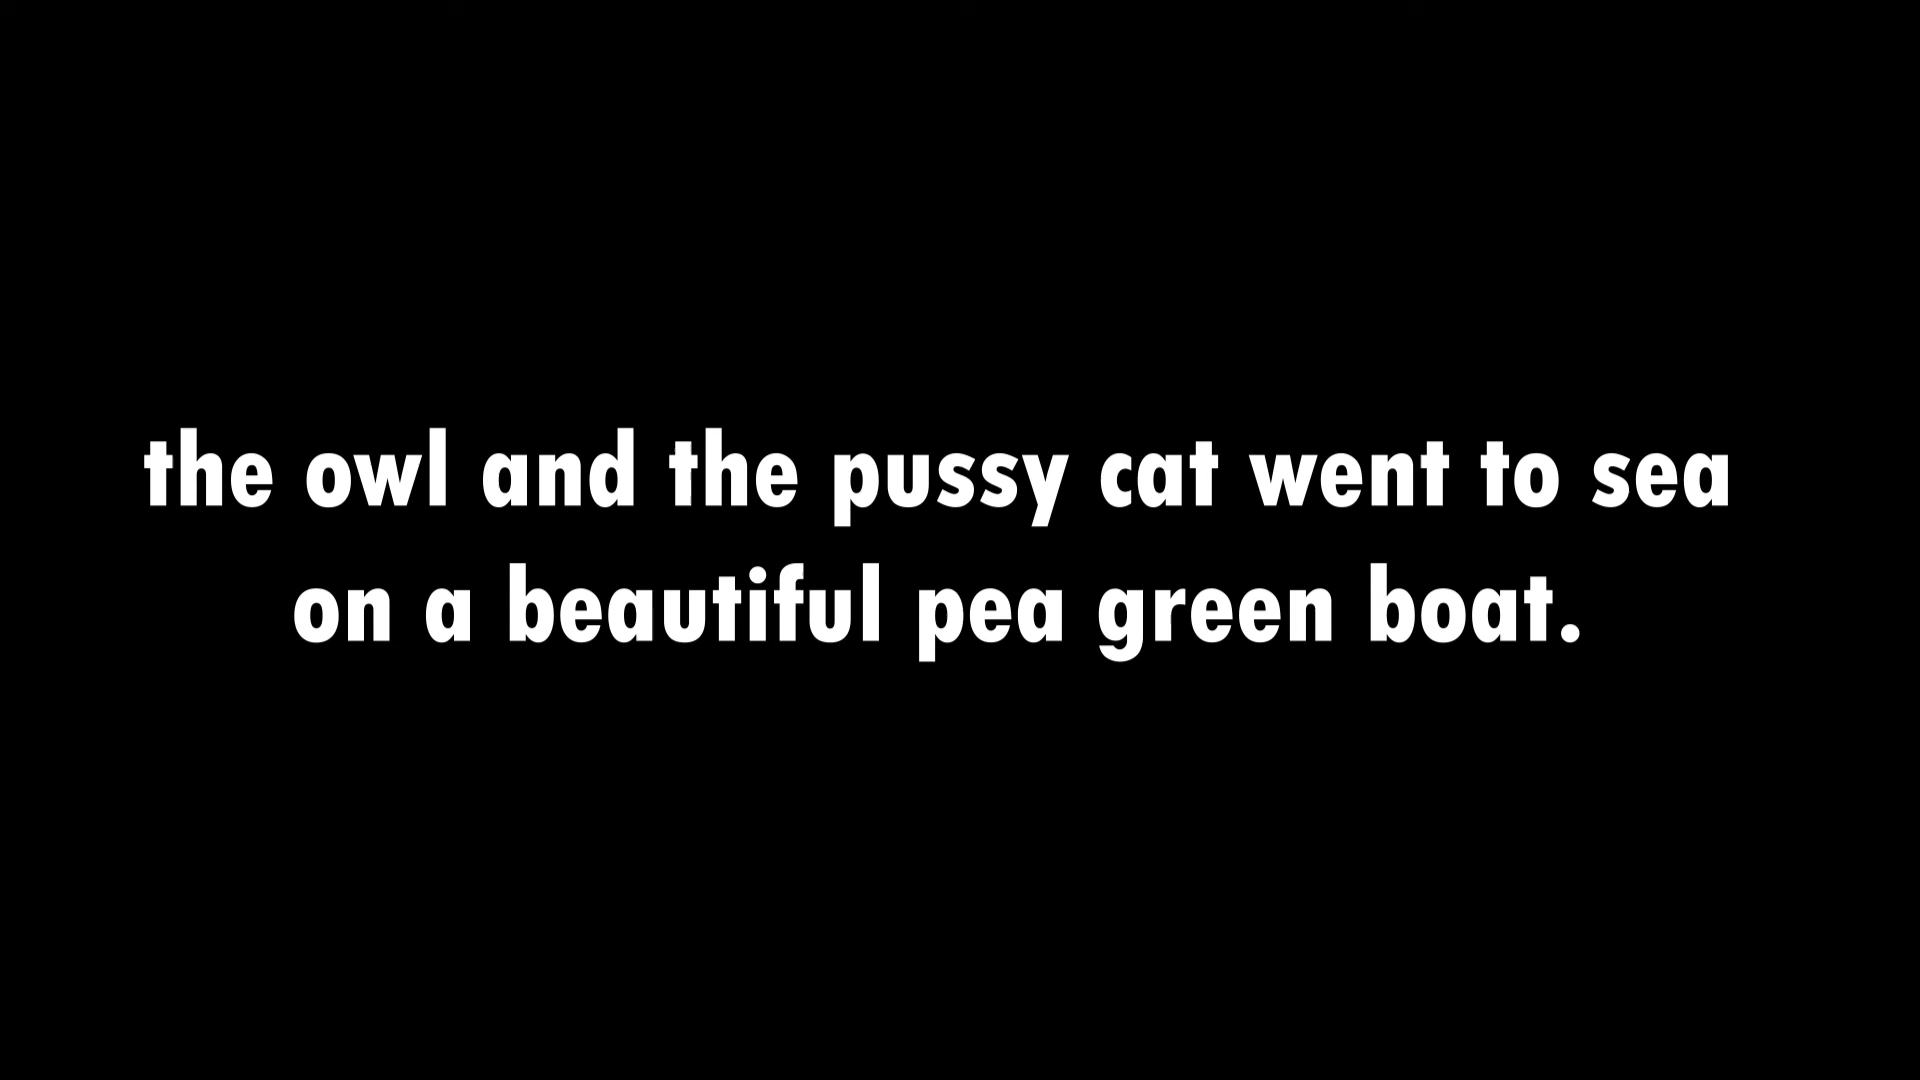 the owl and the pussy cat went to sea
on a beautiful pea green boat.